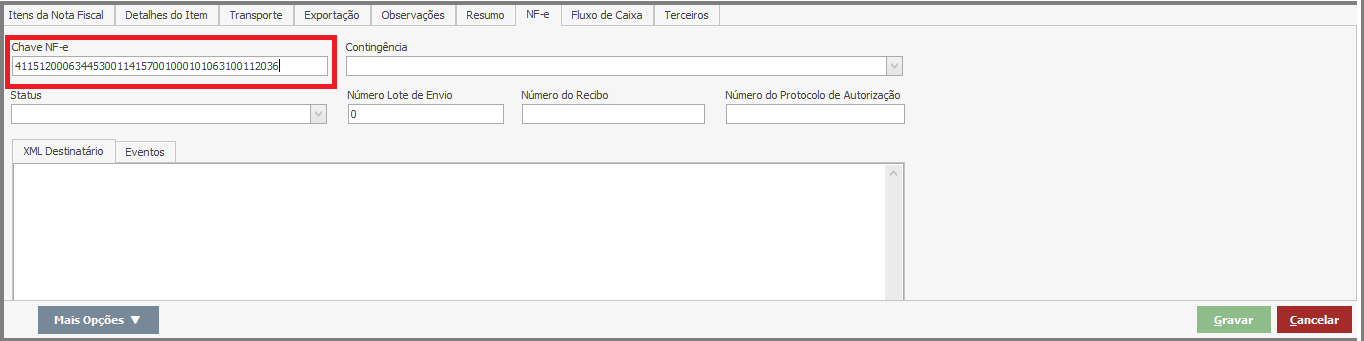 Itens da Nota Fiscal Detalhes do Item Transporte Exportação Observações Resumo NF-e Fluxo de Caixa Terceiros
Chave NF-e Contingência
41151200063445300114157001000101063100112036
Status Número Lote de Envio Número do Recibo Número do Protocolo de Autorização
0
XML Destinatário Eventos
Mais Opções ▼ Gravar Cancelar